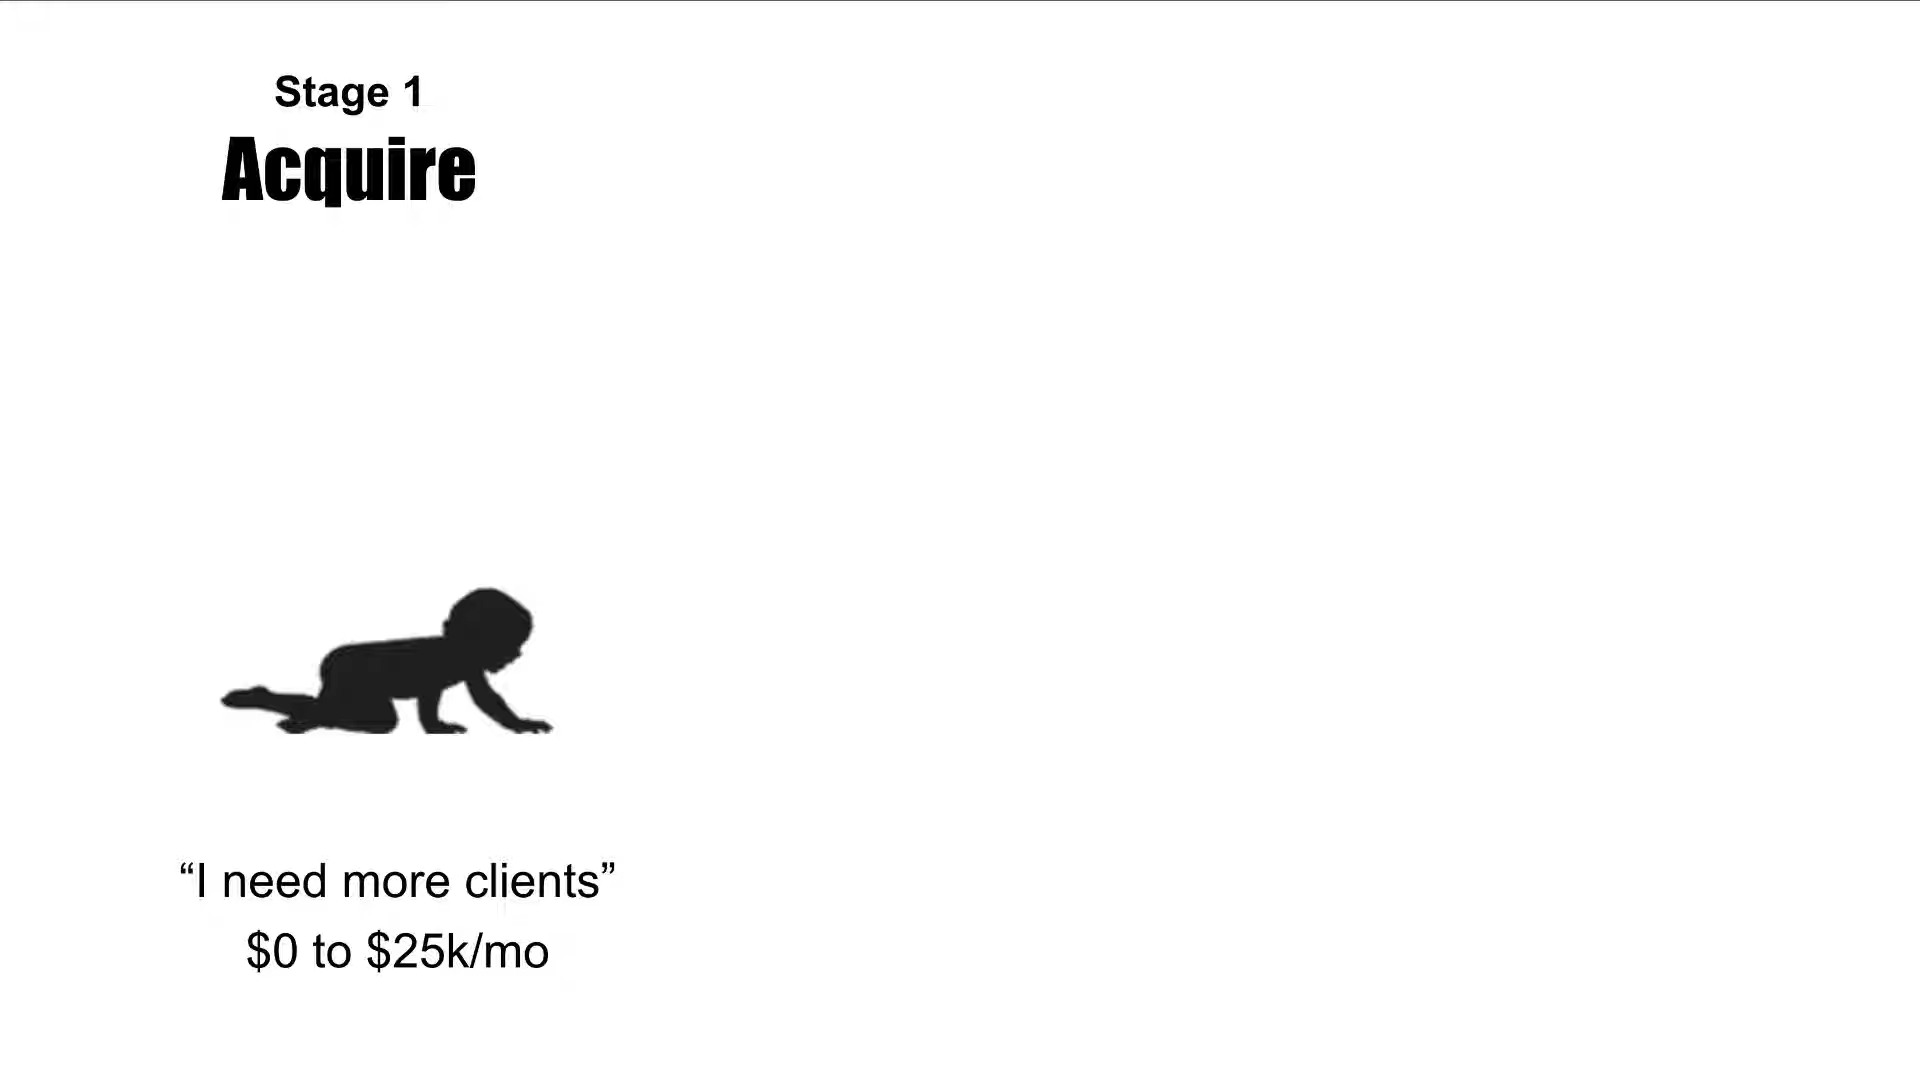 Stage 1
Acquire
“I need more clients”
$0 to $25k/mo